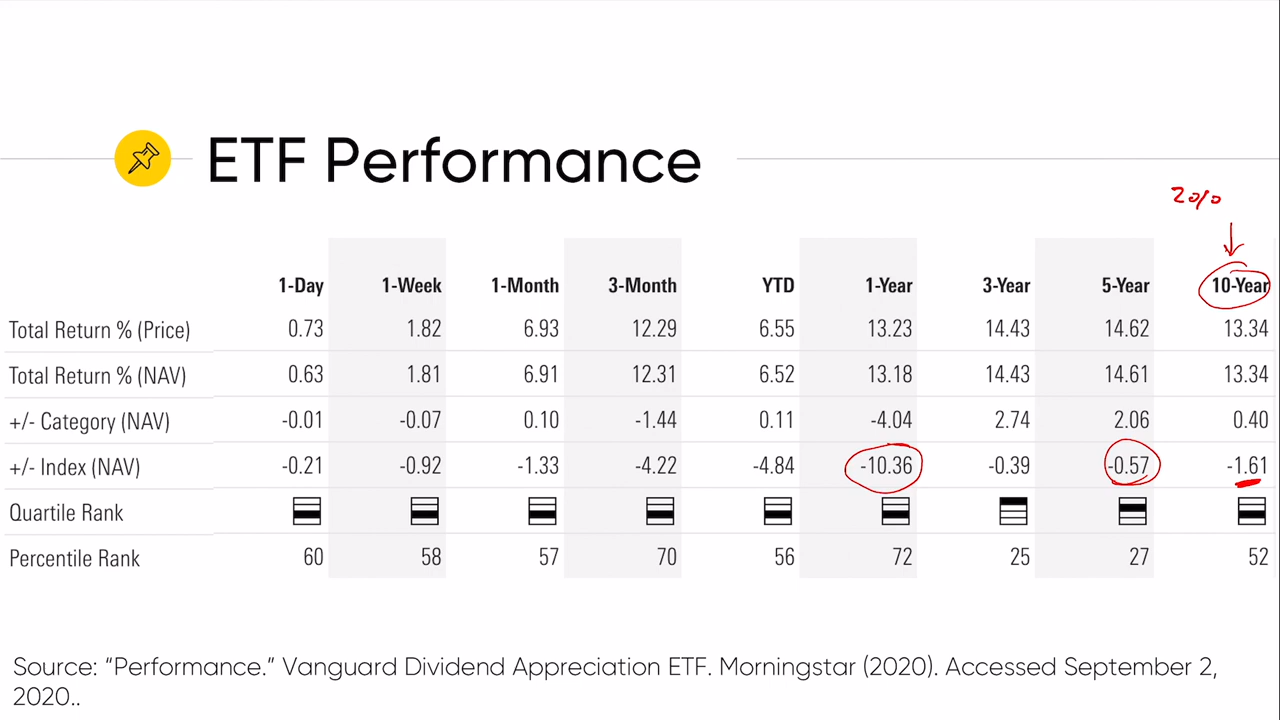 ETF Performance
20%
1-Day 1-Week 1-Month 3-Month YTD 1-Year 3-Year 5-Year 10-Year
Total Return % (Price) 0.73 1.82 6.93 12.29 6.55 13.23 14.43 14.62 13.34
Total Return % (NAV) 0.63 1.81 6.91 12.31 6.52 13.18 14.43 14.61 13.34
+/- Category (NAV) -0.01 -0.07 0.10 -1.44 0.11 -4.04 2.74 2.06 0.40
+/- Index (NAV) -0.21 -0.92 -1.33 -4.22 -4.84 -10.36 -0.39 -0.57 -1.61
Quartile Rank
Percentile Rank 60 58 57 70 56 72 25 27 52
Source: “Performance.” Vanguard Dividend Appreciation ETF. Morningstar (2020). Accessed September 2,
2020..